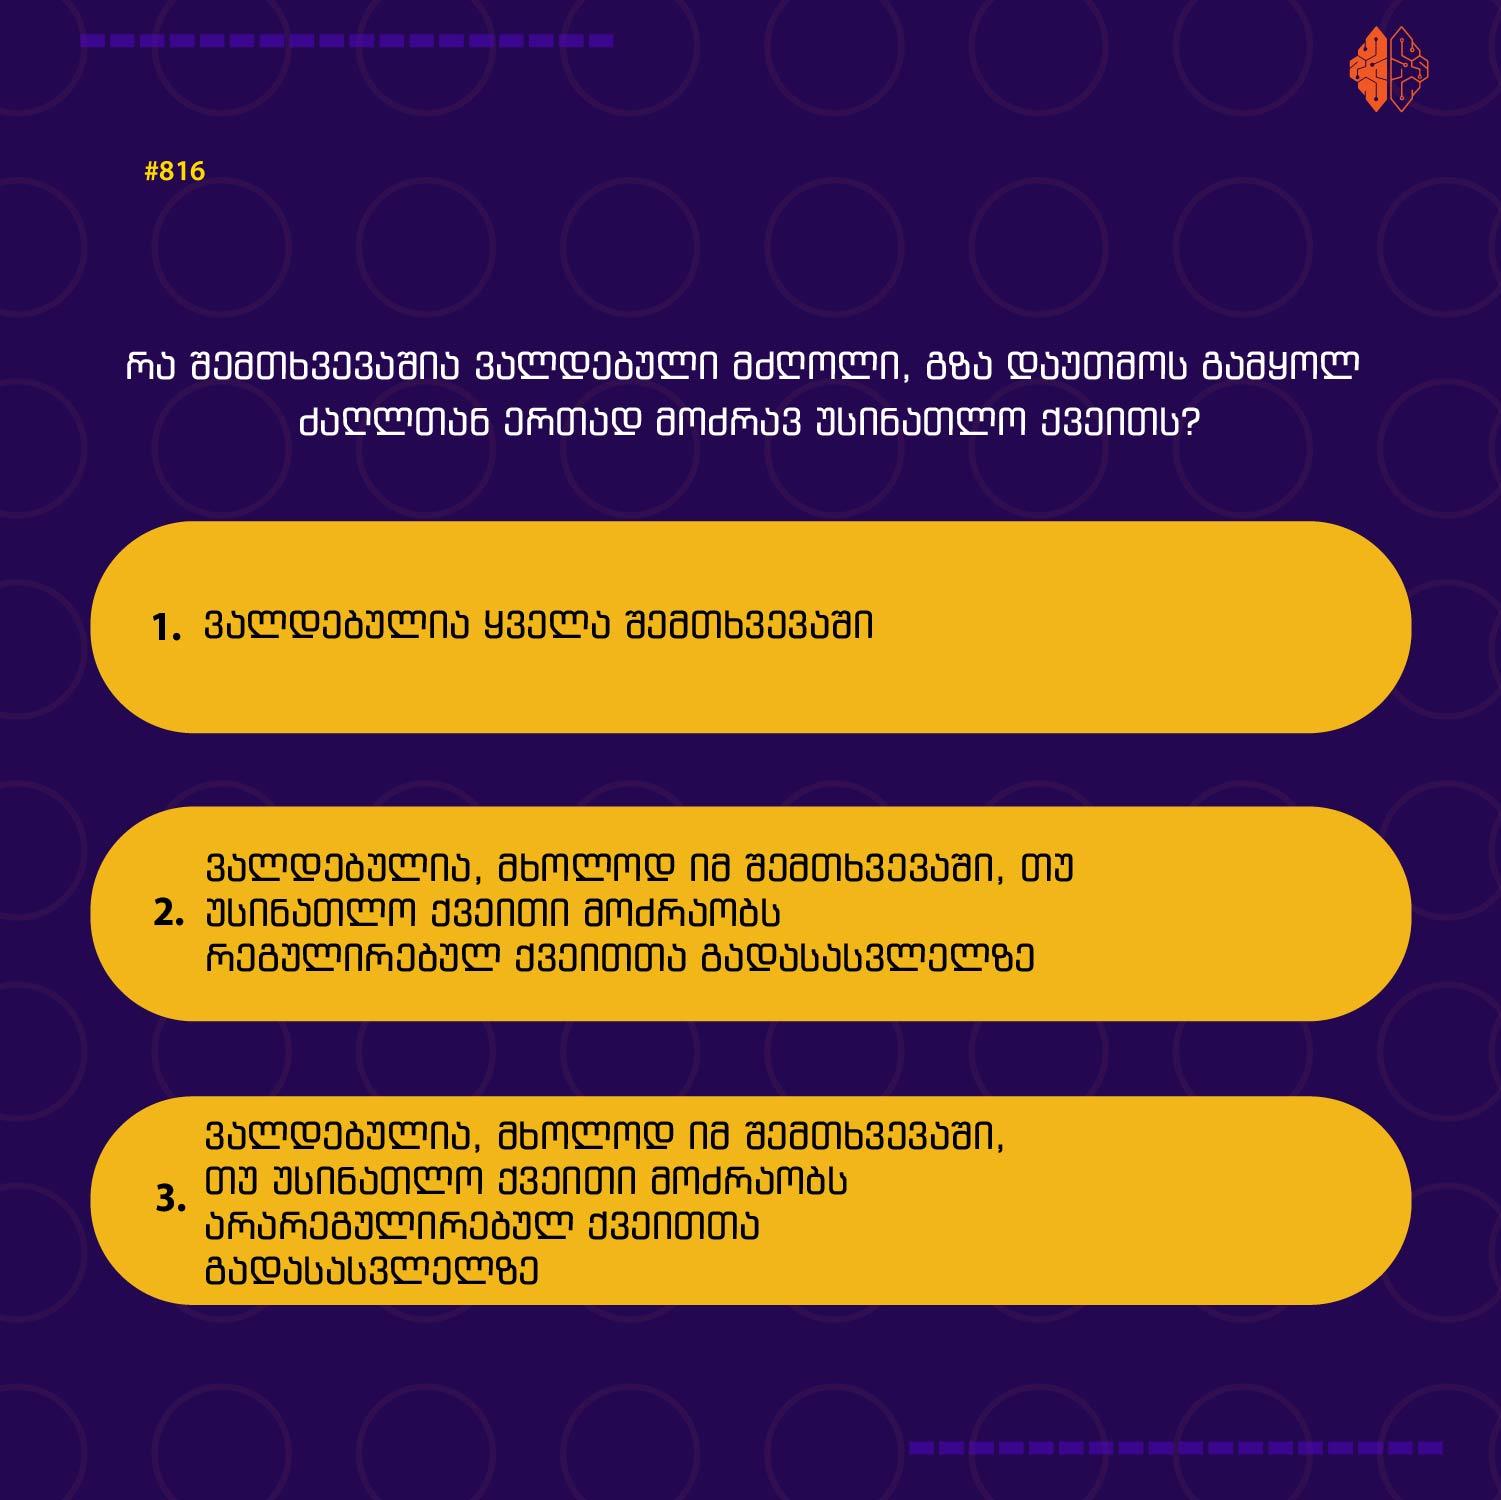 #816
რა შემთხვევაშია ვალდებული მძღოლი, გზა დაუთმოს გამყოლ
ძაღლთან ერთად მოძრავ უსინათლო ქვეითს?
1. ვალდებულია ყველა შემთხვევაში
ვალდებულია, მხოლოდ იმ შემთხვევაში, თუ
2. უსინათლო ქვეითი მოძრაობს
რეგულირებულ ქვეითთა გადასასვლელზე
ვალდებულია, მხოლოდ იმ შემთხვევაში,
თუ უსინათლო ქვეითი მოძრაობს
3. არარეგულირებულ ქვეითთა
გადასასვლელზე